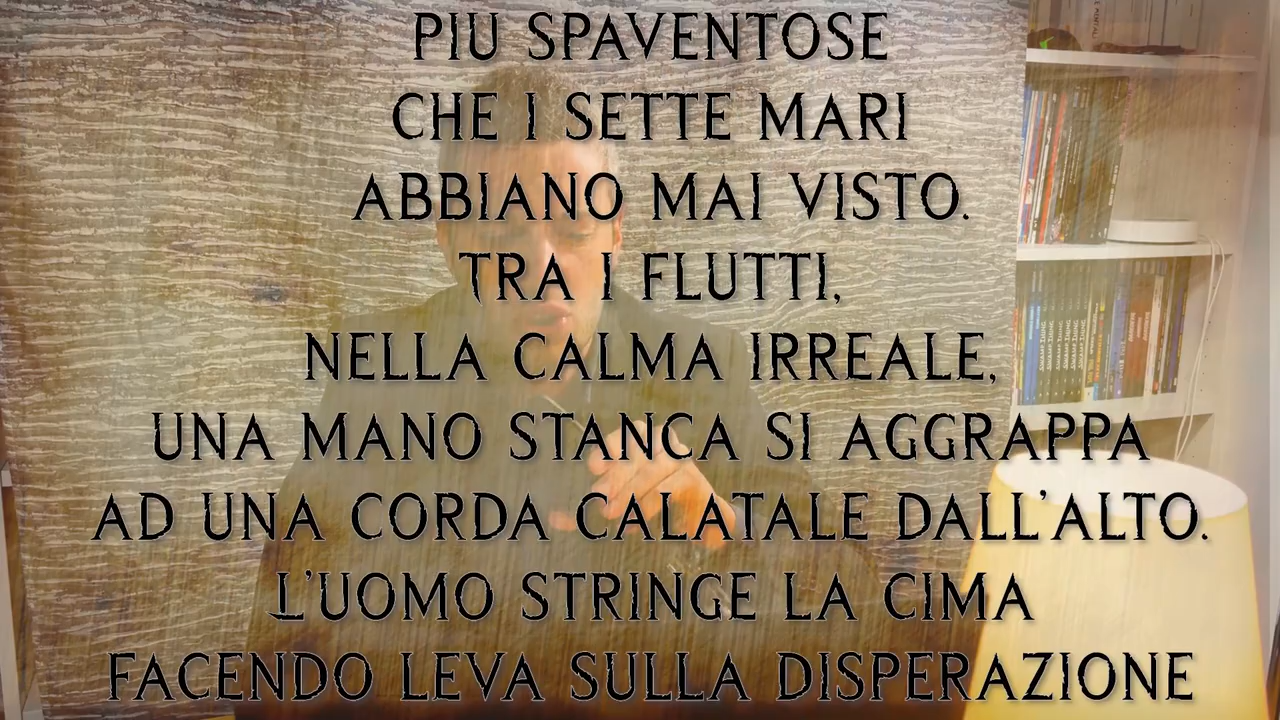 PIU SPAVENTOSE
CHE I SETTE MARI
ABBIANO MAI VISTO.
TRA I FLUTTI,
NELLA CALMA IRREALE,
UNA MANO STANCA SI AGGRAPPA
AD UNA CORDA CALATALE DALL'ALTO.
L'UOMO STRINGE LA CIMA
FACENDO LEVA SULLA DISPERAZIONE